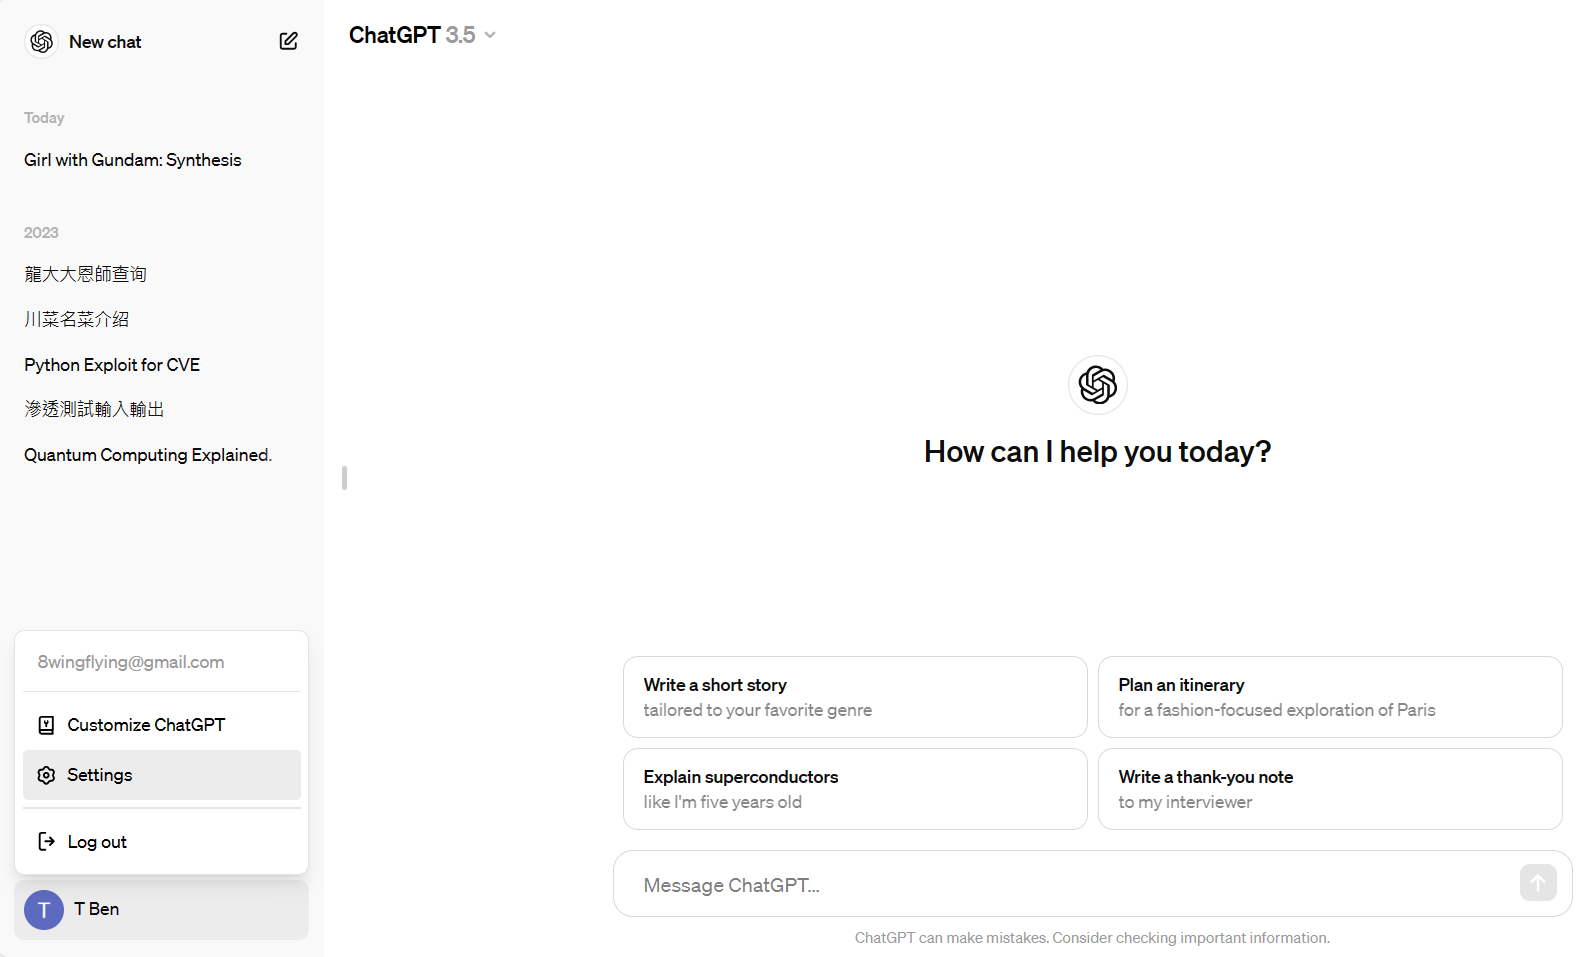 New chat
Today
Girl with Gundam: Synthesis
2023
龍大大恩師查询
川菜名菜介绍
Python Exploit for CVE
滲透測試輸入輸出
Quantum Computing Explained.
8wingflying@gmail.com
Customize ChatGPT
Settings
Log out
T
T Ben
ChatGPT 3.5
How can I help you today?
Write a short story
tailored to your favorite genre
Plan an itinerary
for a fashion-focused exploration of Paris
Explain superconductors
like I'm five years old
Write a thank-you note
to my interviewer
Message ChatGPT...
ChatGPT can make mistakes. Consider checking important information.